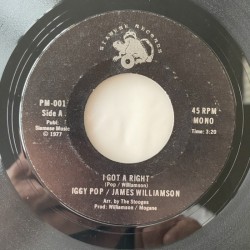 SIAMESE RECORDS
PM-001
Side A
Publ.
Siamese Music
© 1977
45 RPM
MONO
Time: 3:20
I GOT A RIGHT
(Pop / Williamson)
IGGY POP / JAMES WILLIAMSON
Arr. by The Stooges
Prod: Williamson / Mogans